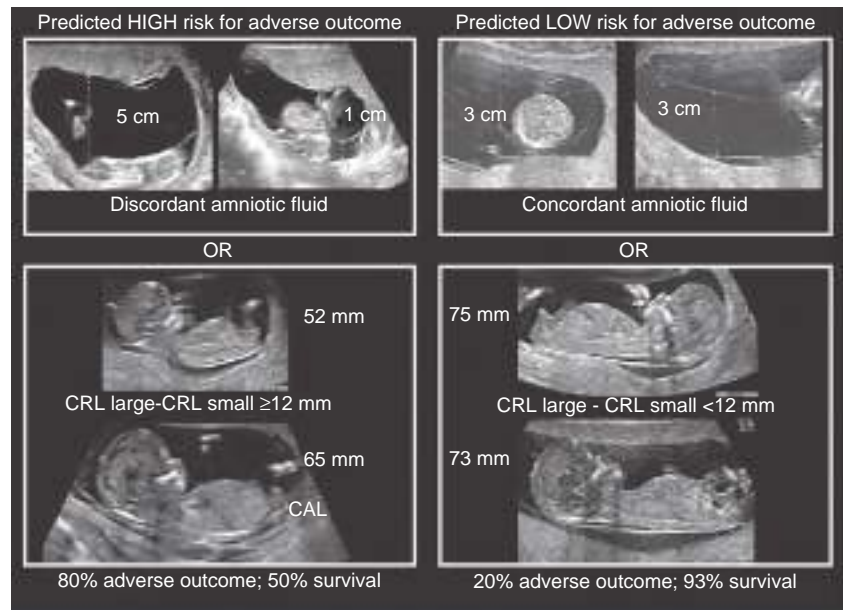 Predicted HIGH risk for adverse outcome
5 cm
1 cm
Discordant amniotic fluid
OR
52 mm
CRL large-CRL small ≥12 mm
65 mm
CAL
80% adverse outcome; 50% survival
Predicted LOW risk for adverse outcome
3 cm
3 cm
Concordant amniotic fluid
OR
75 mm
CRL large - CRL small <12 mm
73 mm
20% adverse outcome; 93% survival